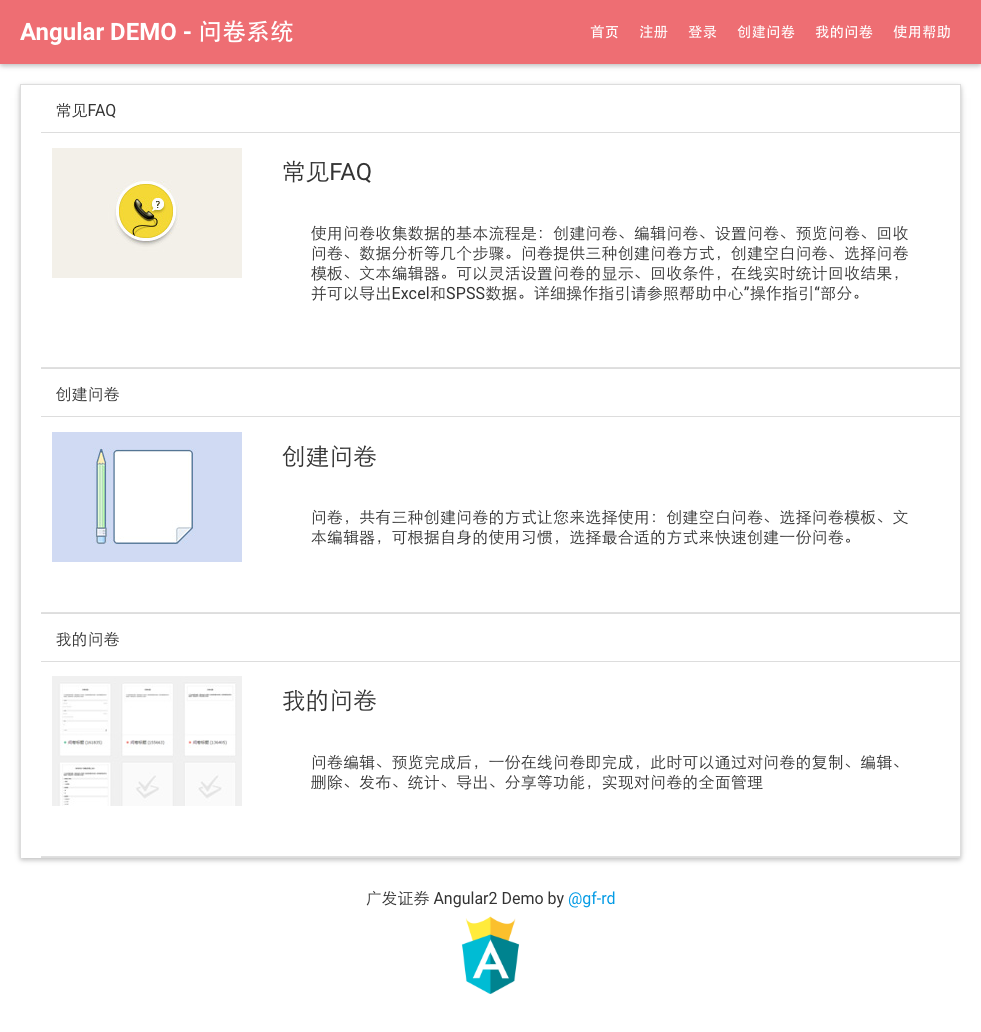 Angular DEMO - 问卷系统
首页 注册 登录 创建问卷 我的问卷 使用帮助
常见FAQ
?
常见FAQ
使用问卷收集数据的基本流程是：创建问卷、编辑问卷、设置问卷、预览问卷、回收
问卷、数据分析等几个步骤。问卷提供三种创建问卷方式，创建空白问卷、选择问卷
模板、文本编辑器。可以灵活设置问卷的显示、回收条件，在线实时统计回收结果，
并可以导出Excel和SPSS数据。详细操作指引请参照帮助中心”操作指引“部分。
创建问卷
创建问卷
问卷，共有三种创建问卷的方式让您来选择使用：创建空白问卷、选择问卷模板、文
本编辑器，可根据自身的使用习惯，选择最合适的方式来快速创建一份问卷。
我的问卷
我的问卷
问卷编辑、预览完成后，一份在线问卷即完成，此时可以通过对问卷的复制、编辑、
删除、发布、统计、导出、分享等功能，实现对问卷的全面管理
广发证券 Angular2 Demo by @gf-rd
A